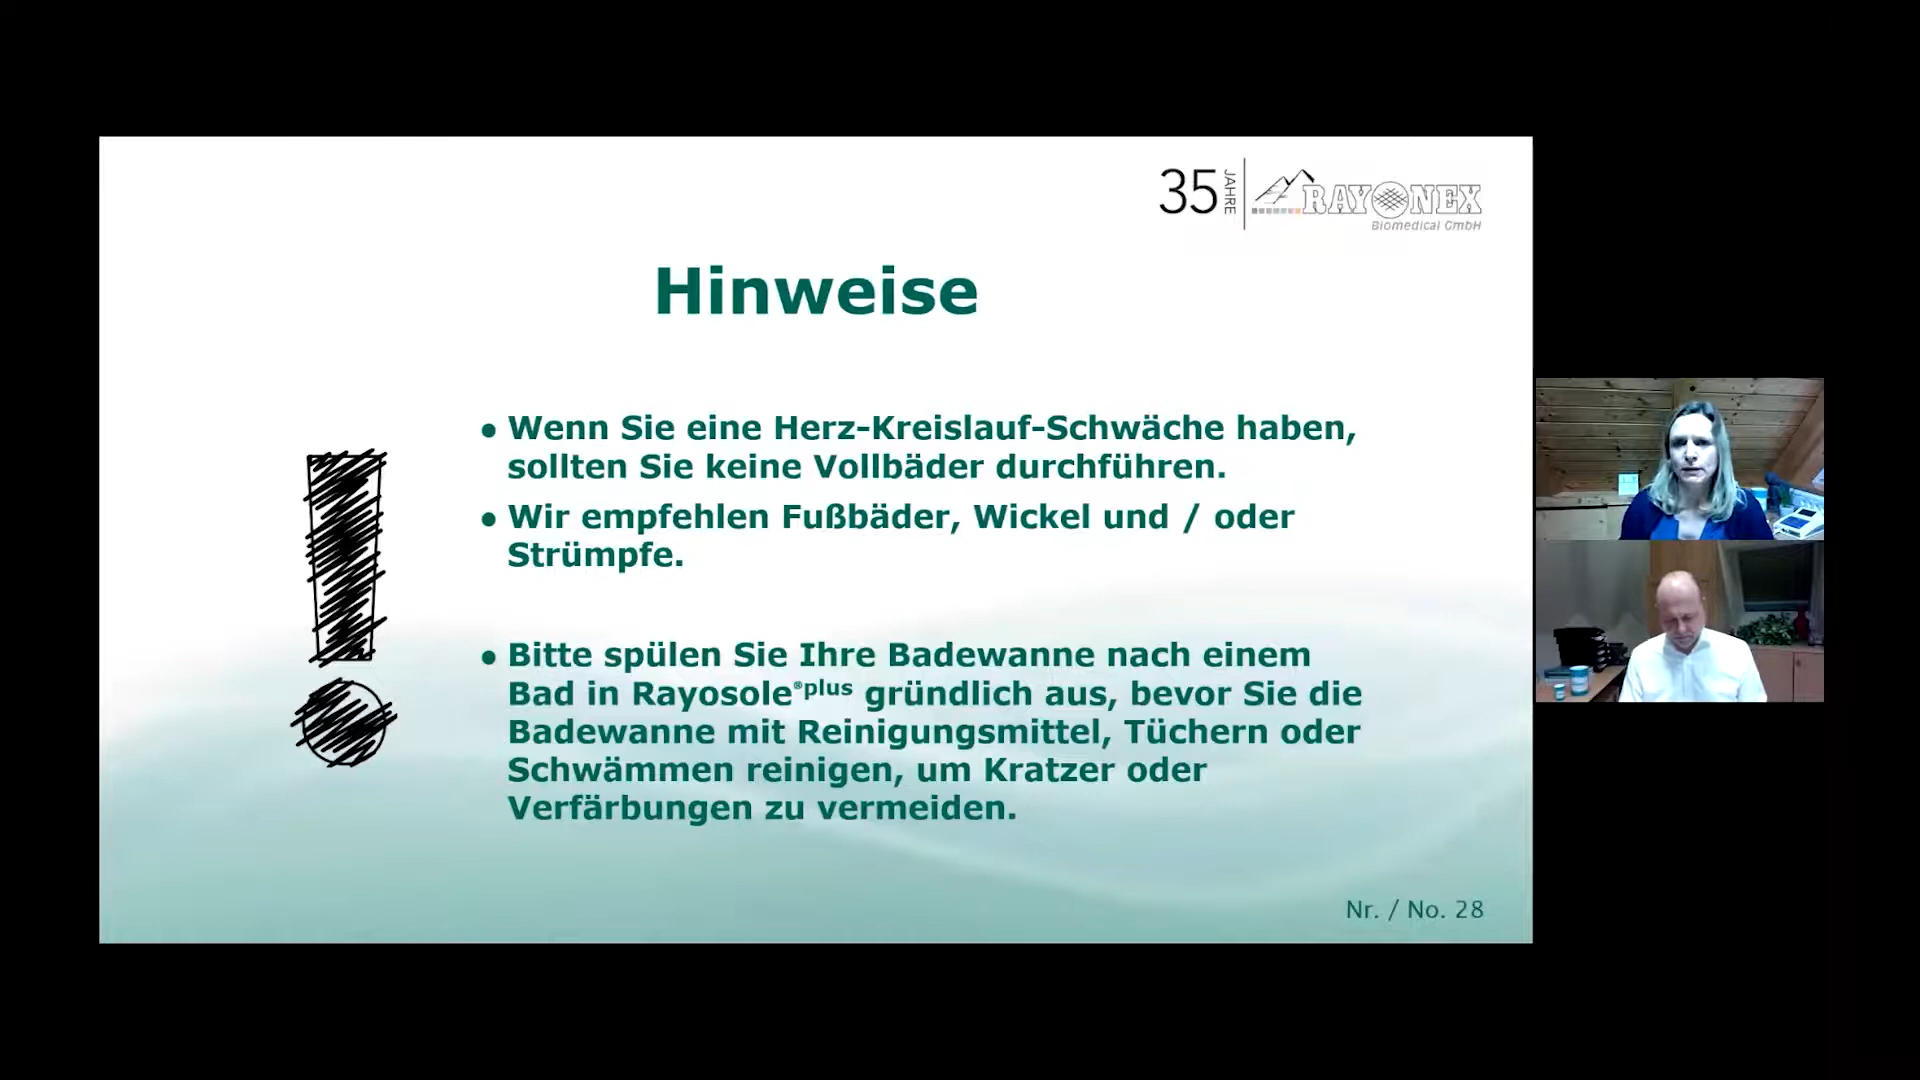 35 JAHRE
RAYONEX
Biomedical GmbH
Hinweise
• Wenn Sie eine Herz-Kreislauf-Schwäche haben,
sollten Sie keine Vollbäder durchführen.
• Wir empfehlen Fußbäder, Wickel und / oder
Strümpfe.
• Bitte spülen Sie Ihre Badewanne nach einem
Bad in Rayosole®plus gründlich aus, bevor Sie die
Badewanne mit Reinigungsmittel, Tüchern oder
Schwämmen reinigen, um Kratzer oder
Verfärbungen zu vermeiden.
Nr. / No. 28